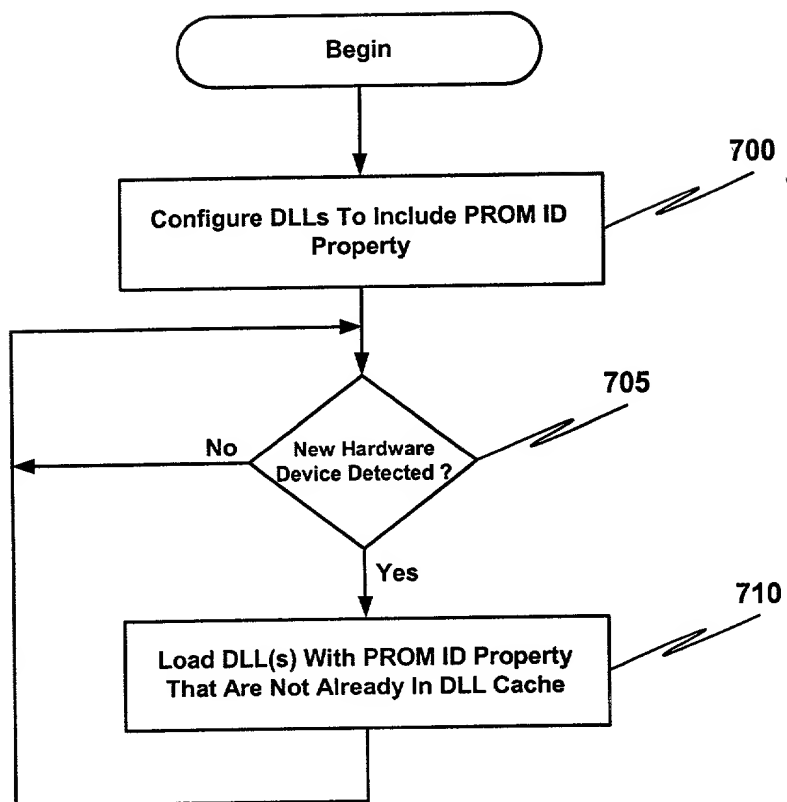 Begin
700
Configure DLLs To Include PROM ID
Property
705
No
New Hardware
Device Detected ?
Yes
710
Load DLL(s) With PROM ID Property
That Are Not Already In DLL Cache